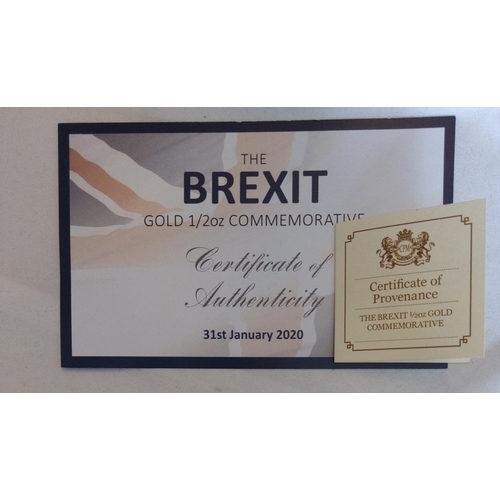 THE
BREXIT
GOLD 1/2oz COMMEMORATIVE
Certificate of
Authenticity
31st January 2020
CPM
Certificate of
Provenance
THE BREXIT ½oz GOLD
COMMEMORATIVE